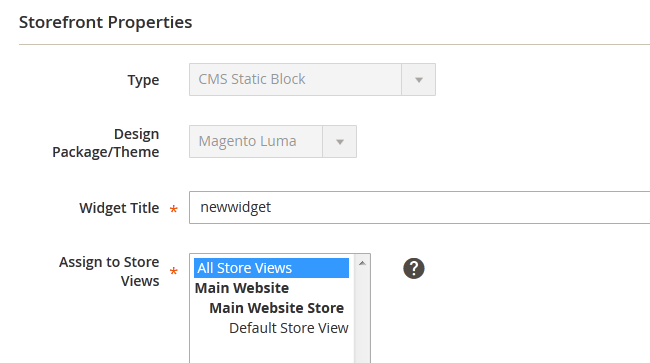 Storefront Properties
Type
CMS Static Block
Design
Package/Theme
Magento Luma
Widget Title *
newwidget
Assign to Store
Views *
All Store Views
Main Website
Main Website Store
Default Store View
?